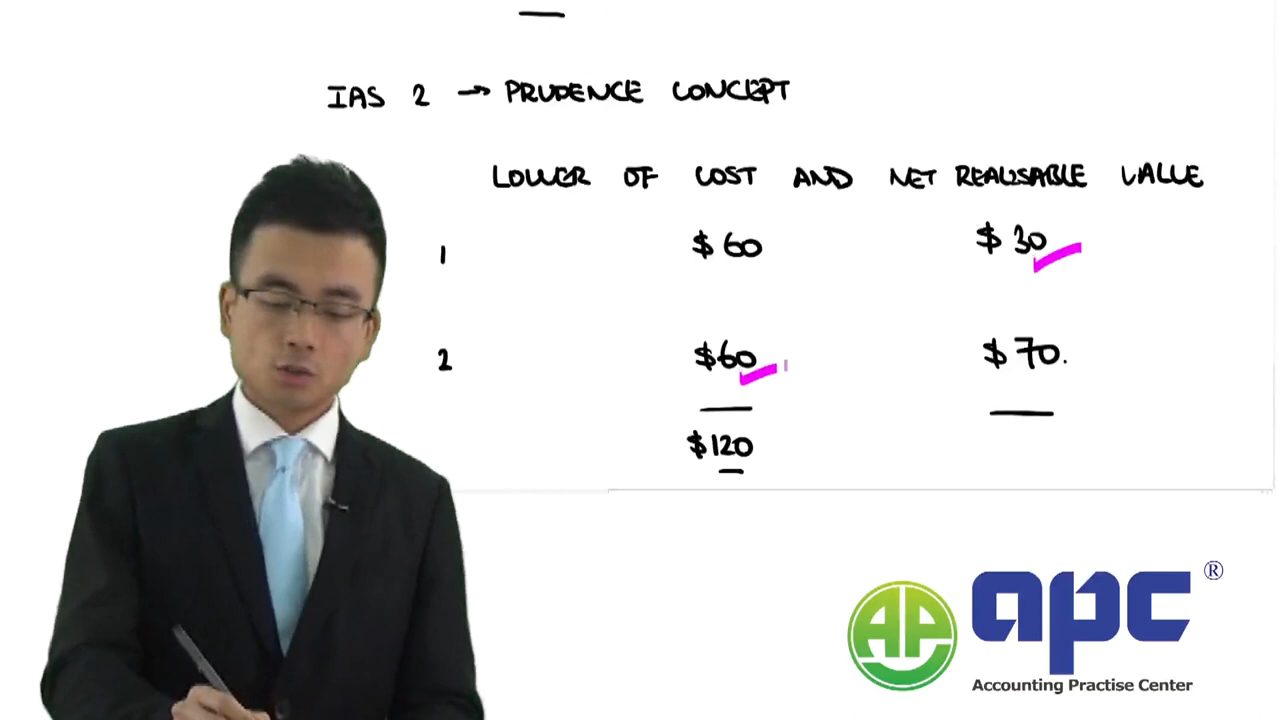 IAS 2 → PRUDENCE CONCEPT
LOWER OF COST AND NET REALISABLE VALUE
1 $60 $30
2 $60 $70.
$120
AP apc ®
Accounting Practise Center